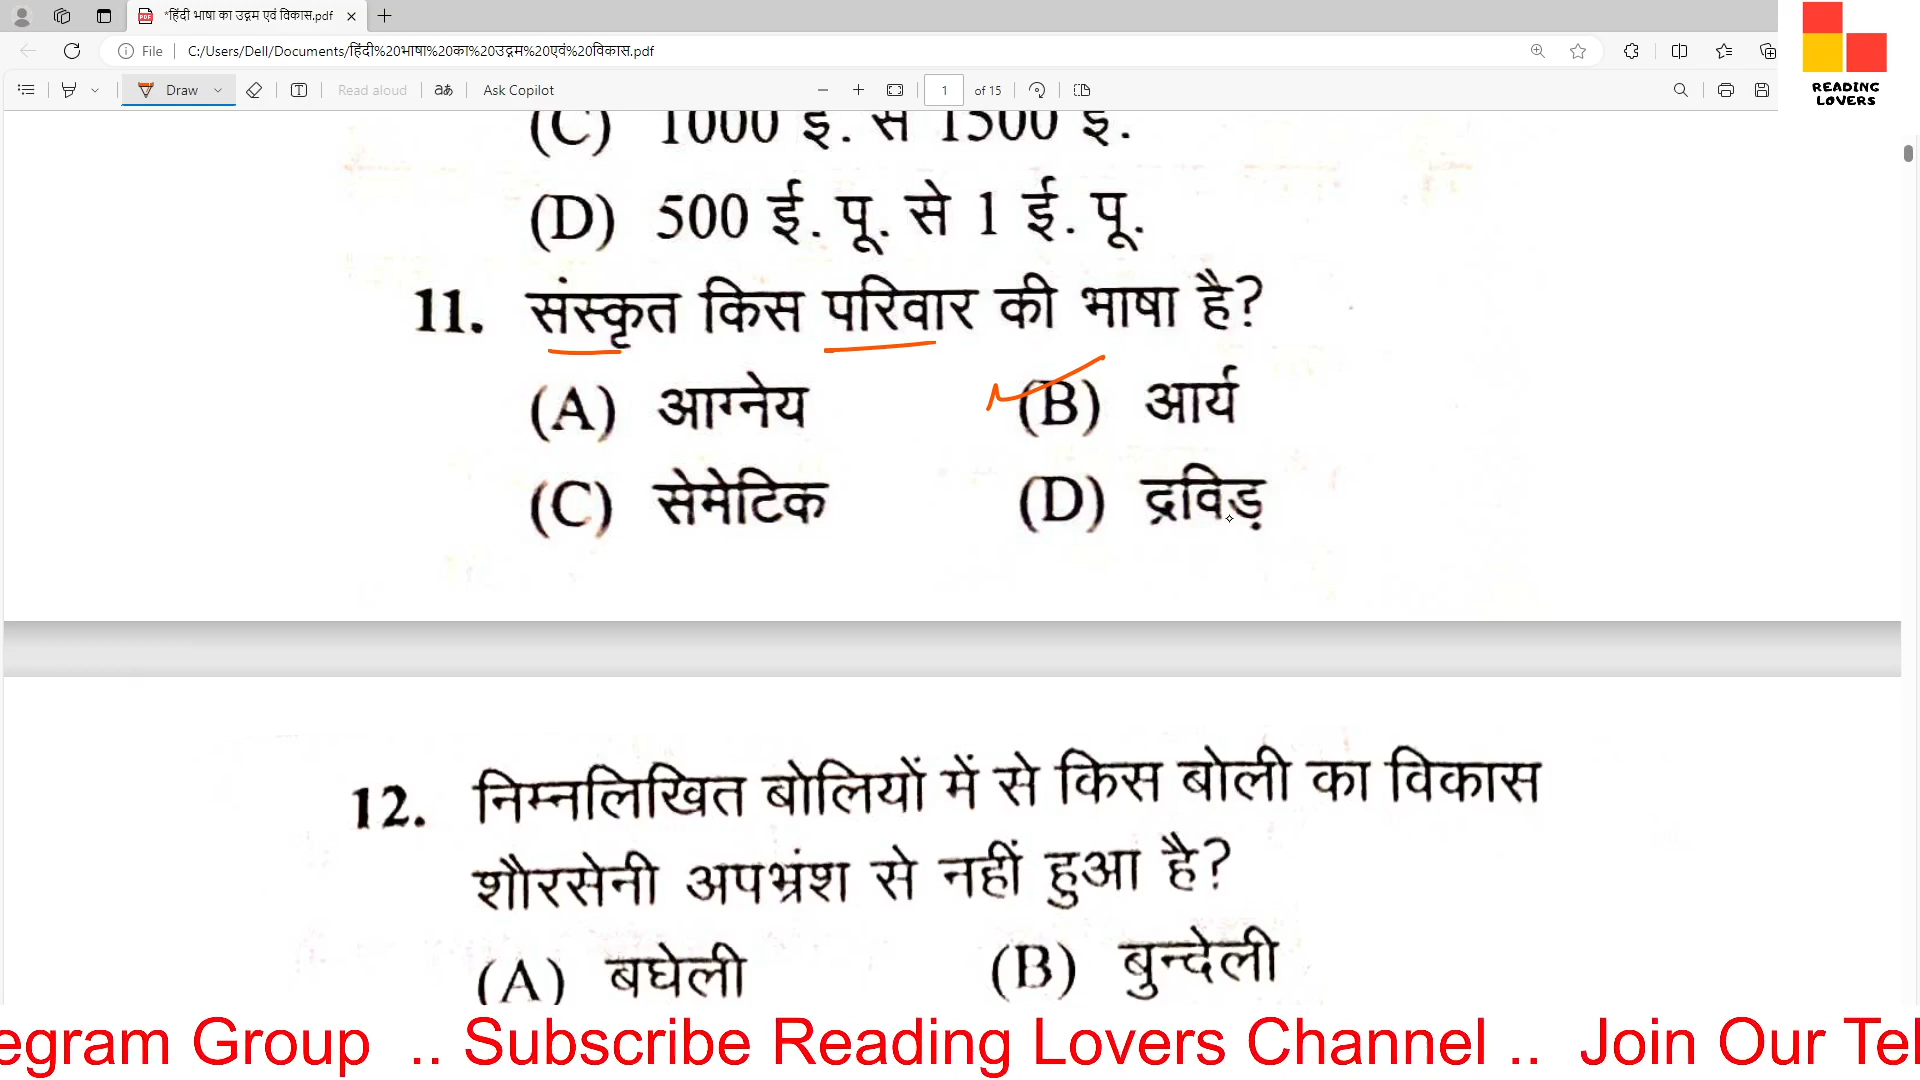 *हिंदी भाषा का उद्गम एवं विकास.pdf
File
C:/Users/Dell/Documents/हिंदी%20भाषा%20का%20उद्गम%20एवं%20विकास.pdf
Draw
Read aloud
Ask Copilot
1 of 15
READING
LOVERS
(C) 1000 ई. से 1500 ई.
(D) 500 ई. पू. से 1 ई. पू.
11. संस्कृत किस परिवार की भाषा है?
(A) आग्नेय (B) आर्य
(C) सेमेटिक (D) द्रविड़
12. निम्नलिखित बोलियों में से किस बोली का विकास
शौरसेनी अपभ्रंश से नहीं हुआ है?
(A) बघेली (B) बुन्देली
egram Group .. Subscribe Reading Lovers Channel .. Join Our Tel